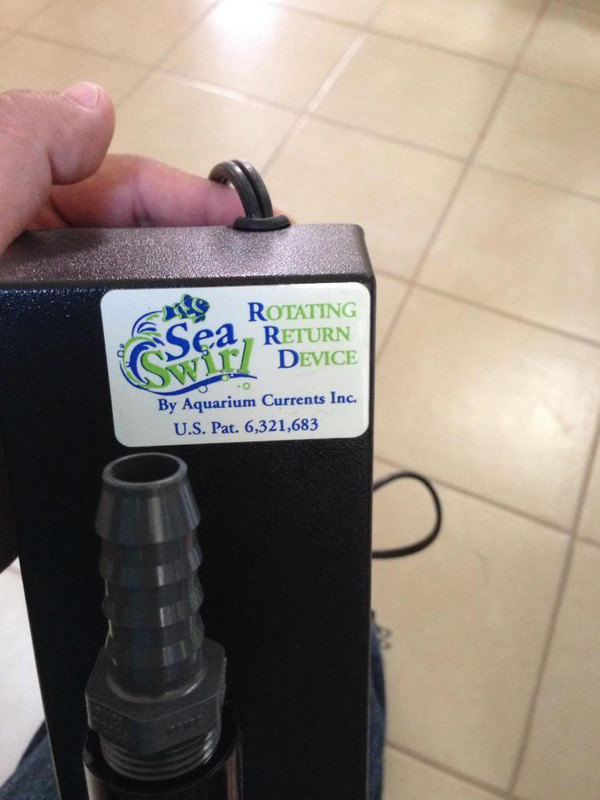 Sea Swirl
ROTATING
RETURN
DEVICE
By Aquarium Currents Inc.
U.S. Pat. 6,321,683